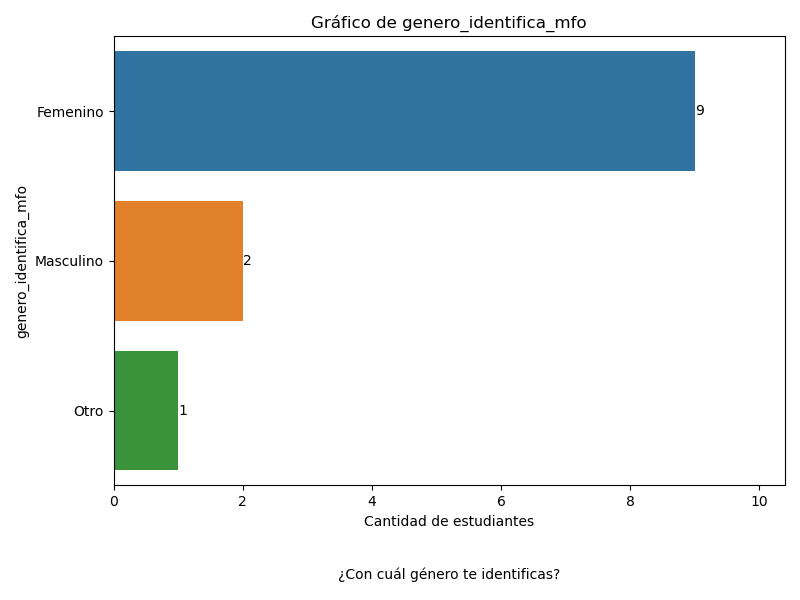 Gráfico de genero_identifica_mfo
genero_identifica_mfo
Femenino
9
Masculino
2
Otro
1
0 2 4 6 8 10
Cantidad de estudiantes
¿Con cuál género te identificas?